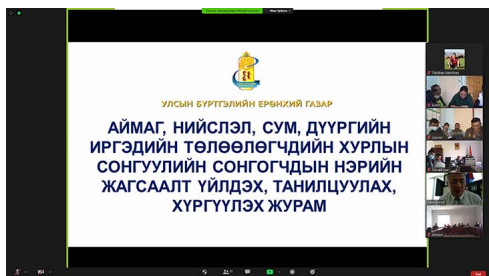 УЛСЫН БҮРТГЭЛИЙН ЕРӨНХИЙ ГАЗАР
АЙМАГ, НИЙСЛЭЛ, СУМ, ДҮҮРГИЙН
ИРГЭДИЙН ТӨЛӨӨЛӨГЧДИЙН ХУРЛЫН
СОНГУУЛИЙН СОНГОГЧДЫН НЭРИЙН
ЖАГСААЛТ ҮЙЛДЭХ, ТАНИЛЦУУЛАХ,
ХҮРГҮҮЛЭХ ЖУРАМ